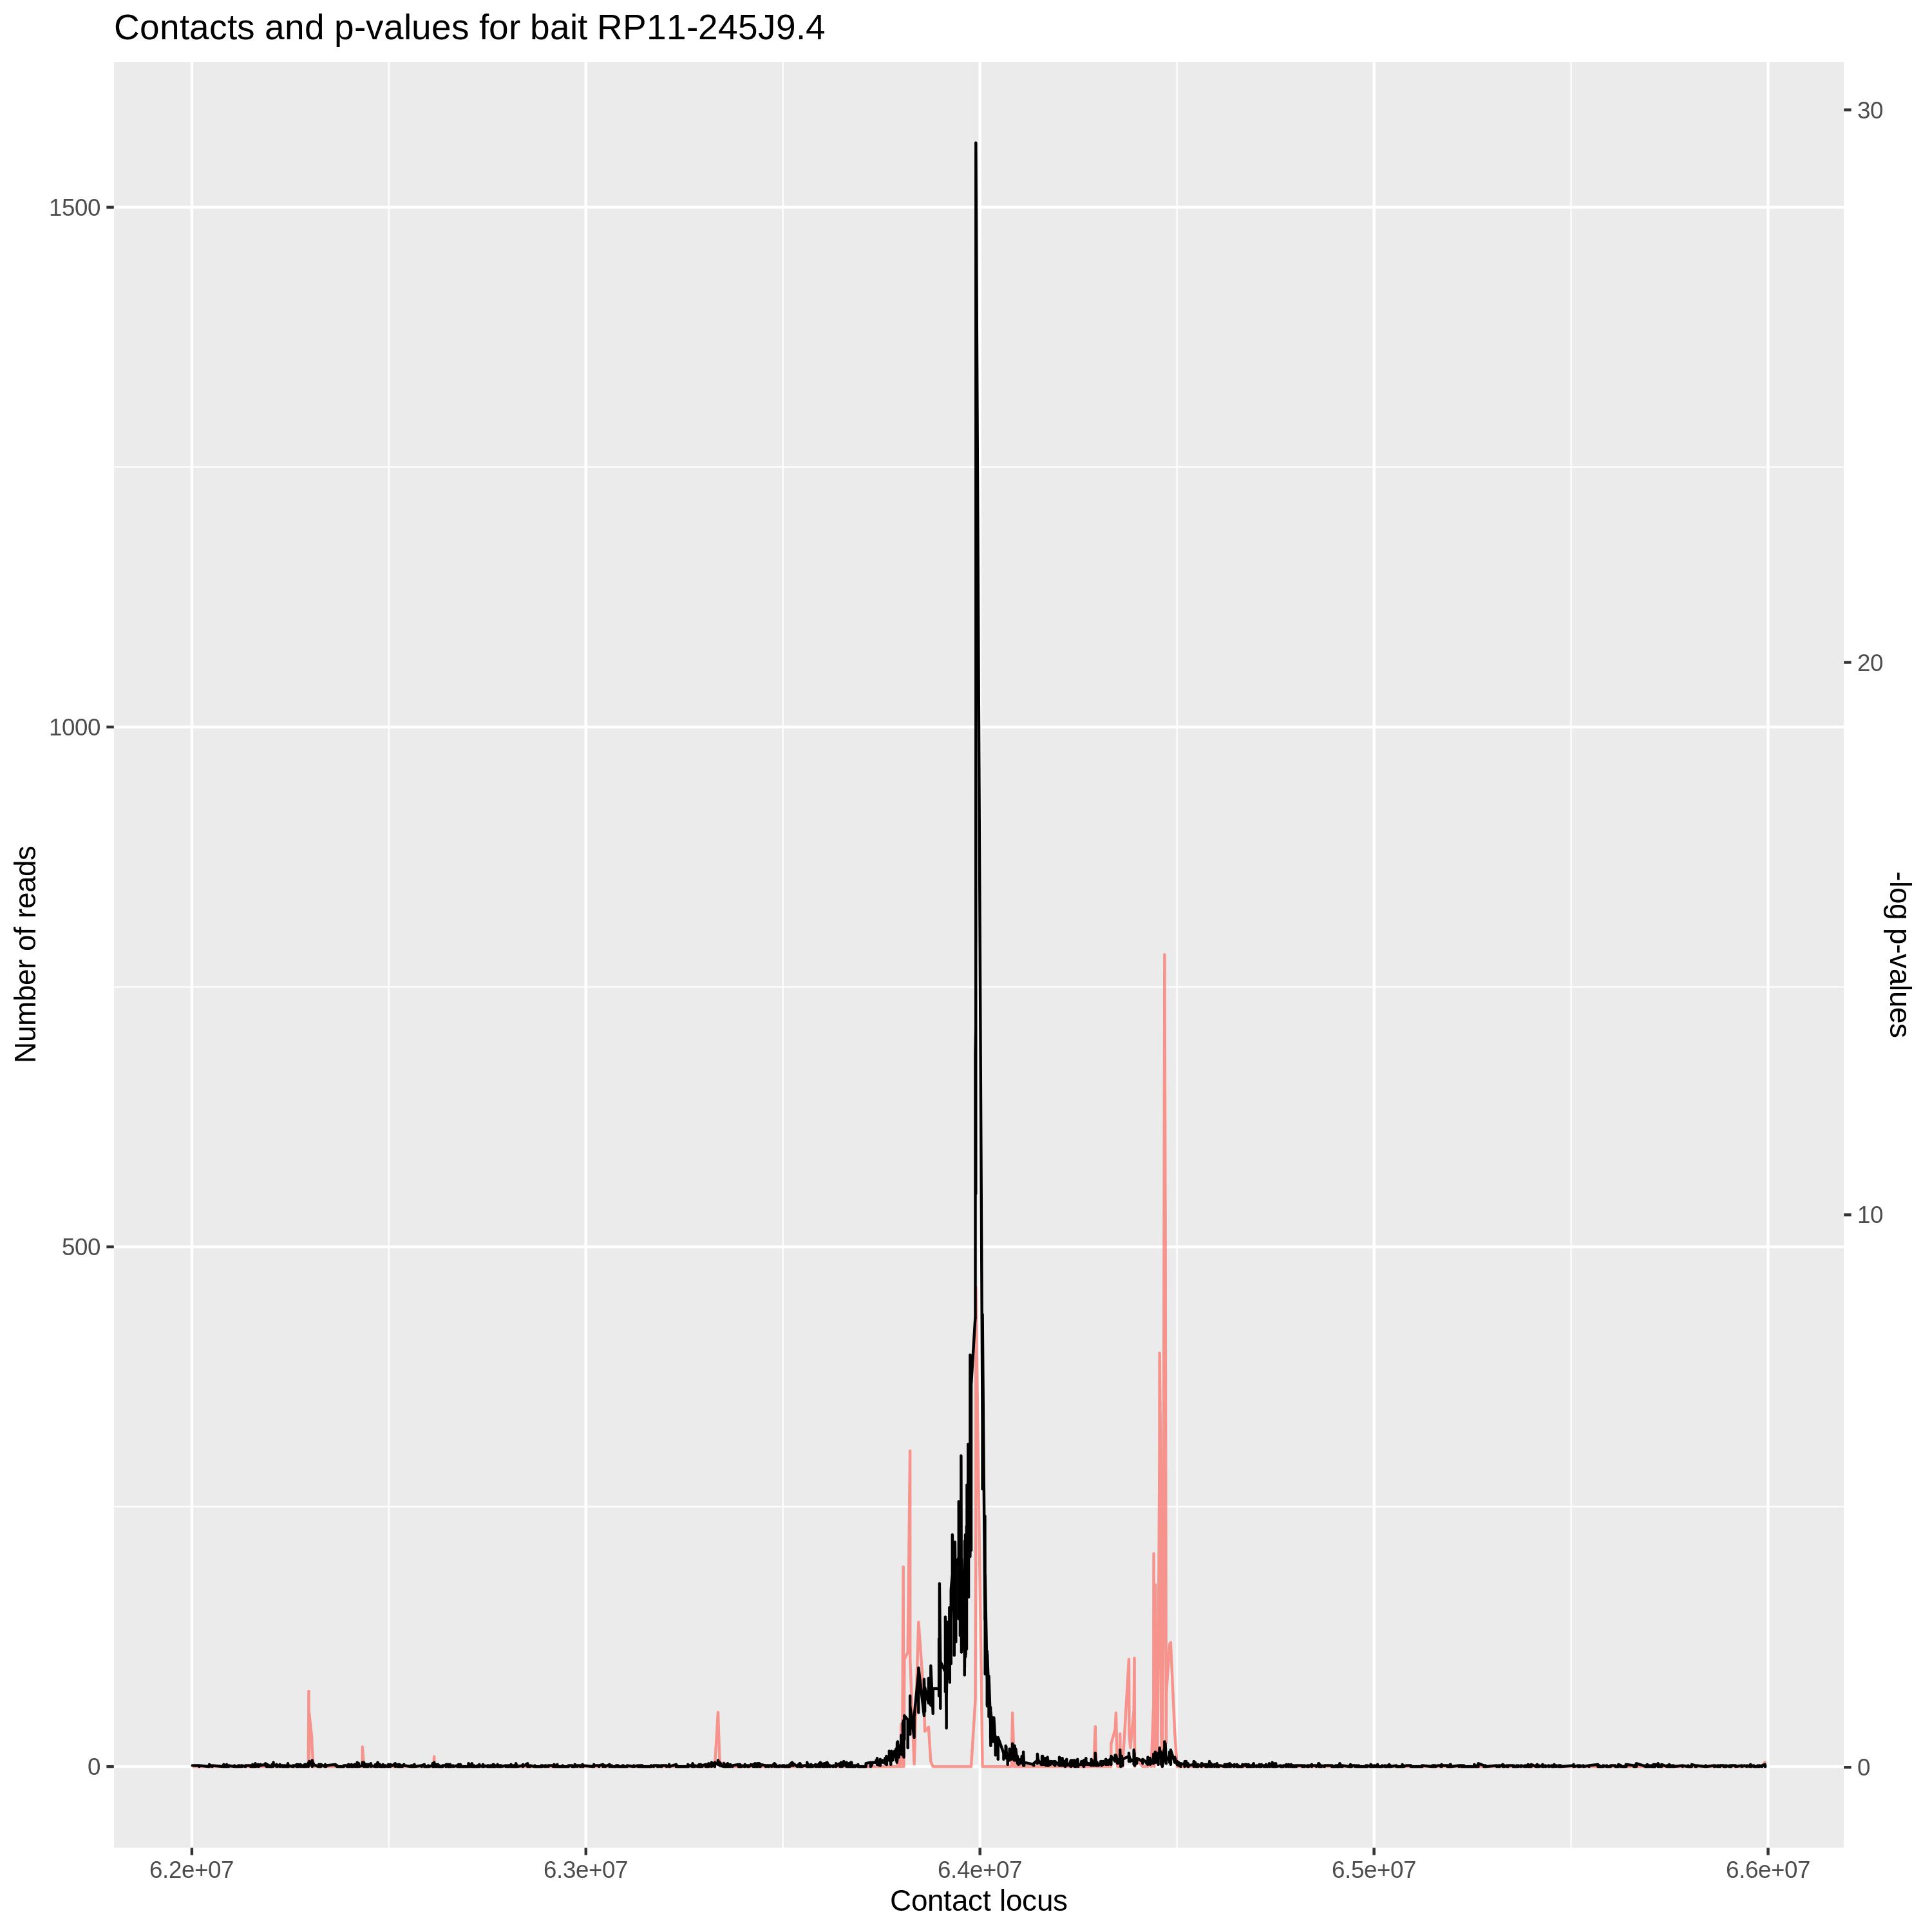 Contacts and p-values for bait RP11-245J9.4
30
1500
20
1000
Number of reads
-log p-values
10
500
0
0
6.2e+07
6.3e+07
6.4e+07
6.5e+07
6.6e+07
Contact locus